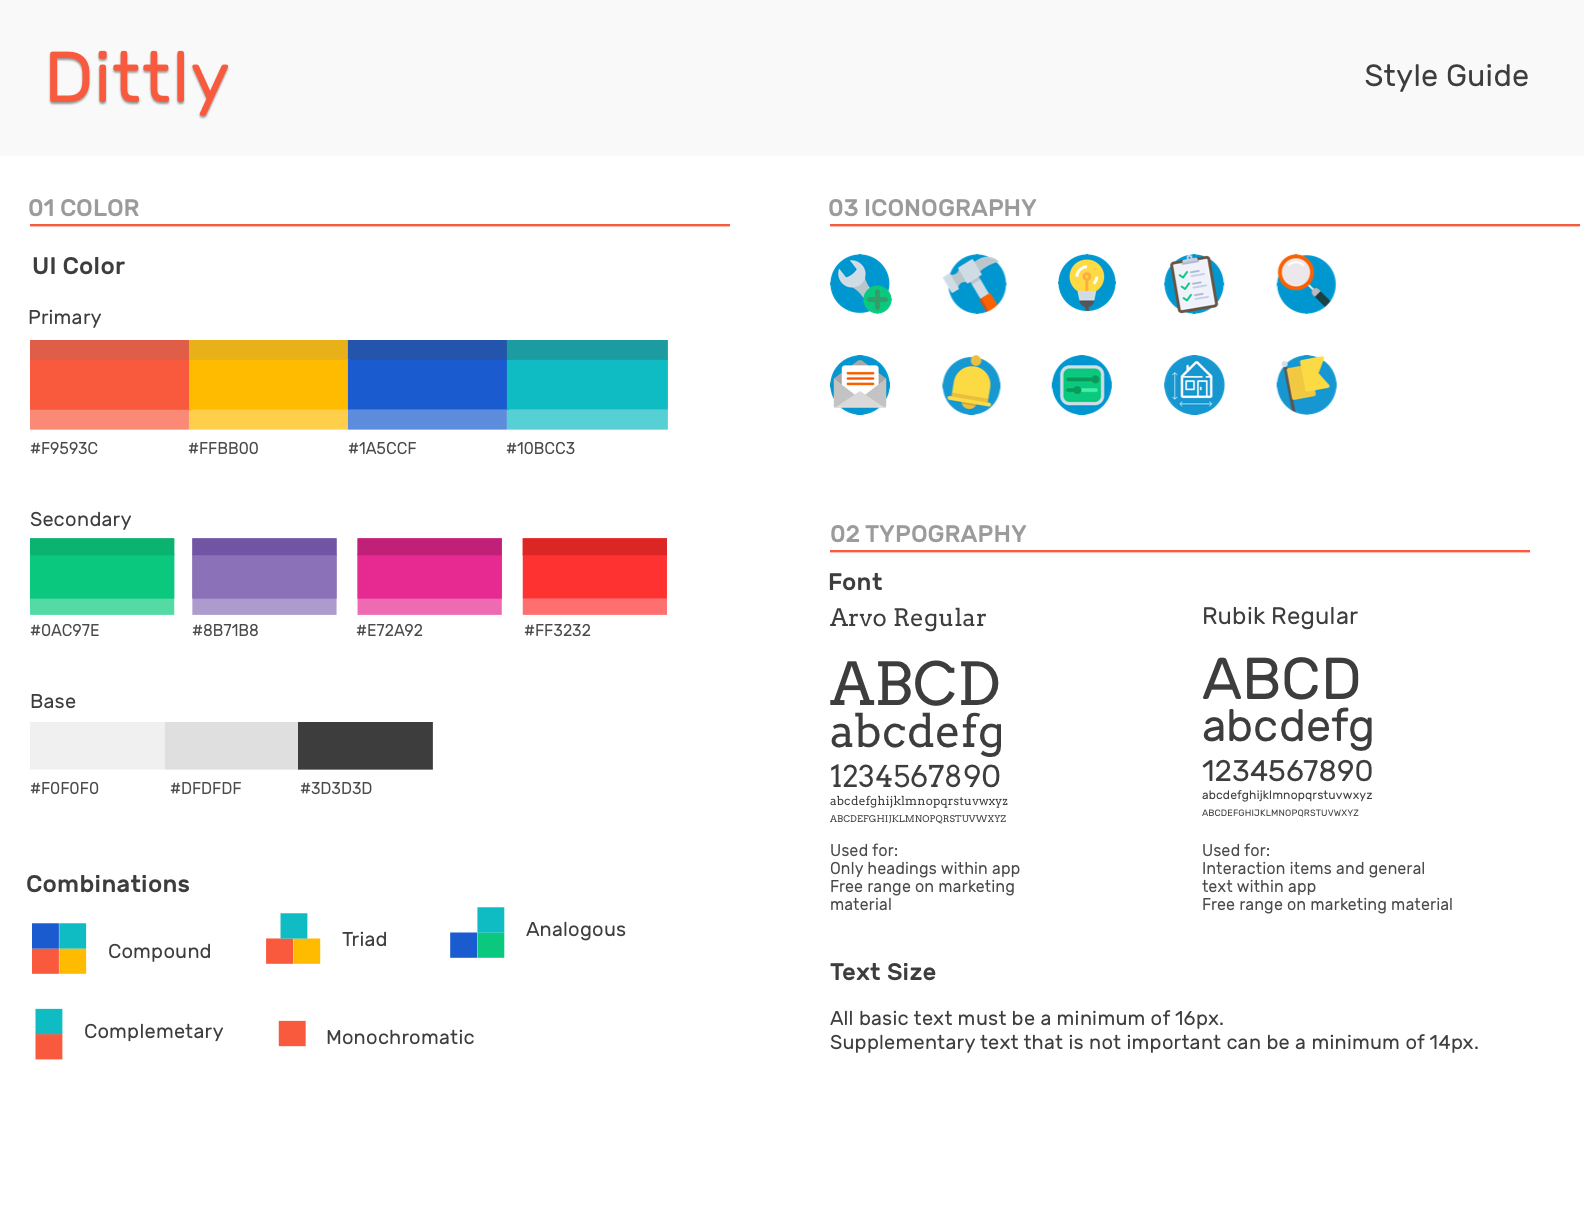 Dittly
Style Guide
01 COLOR
UI Color
Primary
#F9593C
#FFBB00
#1A5CCF
#10BCC3
Secondary
#0AC97E
#8B71B8
#E72A92
#FF3232
Base
#F0F0F0
#DFDFDF
#3D3D3D
Combinations
Compound
Triad
Analogous
Complemetary
Monochromatic
03 ICONOGRAPHY
02 TYPOGRAPHY
Font
Arvo Regular
ABCD
abcdefg
1234567890
abcdefghijklmnopqrstuvwxyz
ABCDEFGHIJKLMNOPQRSTUVWXYZ
Used for:
Only headings within app
Free range on marketing
material
Rubik Regular
ABCD
abcdefg
1234567890
abcdefghijklmnopqrstuvwxyz
ABCDEFGHIJKLMNOPQRSTUVWXYZ
Used for:
Interaction items and general
text within app
Free range on marketing material
Text Size
All basic text must be a minimum of 16px.
Supplementary text that is not important can be a minimum of 14px.